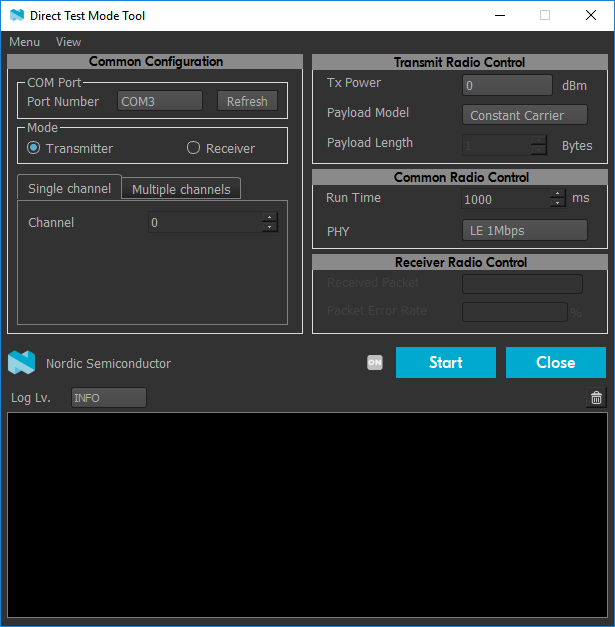 Direct Test Mode Tool
Menu View
Common Configuration
COM Port
Port Number COM3 Refresh
Mode
Transmitter Receiver
Single channel Multiple channels
Channel 0
Transmit Radio Control
Tx Power 0 dBm
Payload Model Constant Carrier
Payload Length 1 Bytes
Common Radio Control
Run Time 1000 ms
PHY LE 1Mbps
Receiver Radio Control
Received Packet
Packet Error Rate %
Nordic Semiconductor ON Start Close
Log Lv. INFO